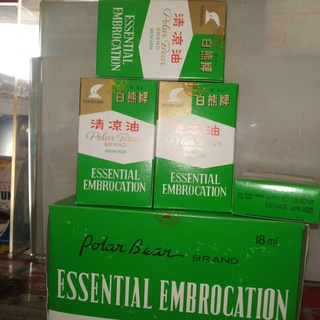 白熊牌
清凉油
Polar Bear
BRAND
ESSENTIAL
EMBROCATION
白熊牌
清凉油
Polar Bear
BRAND
ESSENTIAL
EMBROCATION
白熊牌
清凉油
Polar Bear
BRAND
ESSENTIAL
EMBROCATION
Polar Bear BRAND
18 ml
ESSENTIAL EMBROCATION